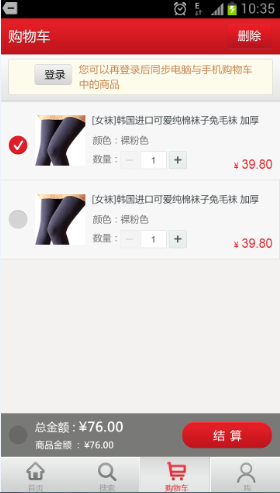 10:35
购物车
删除
登录
您可以再登录后同步电脑与手机购物车
中的商品
[女袜]韩国进口可爱纯棉袜子兔毛袜 加厚
颜色：裸粉色
数量： － 1 ＋
¥ 39.80
[女袜]韩国进口可爱纯棉袜子兔毛袜 加厚
颜色：裸粉色
数量： － 1 ＋
¥ 39.80
总金额：¥76.00
商品金额 ：¥76.00
结 算
首页 搜索 购物车 我